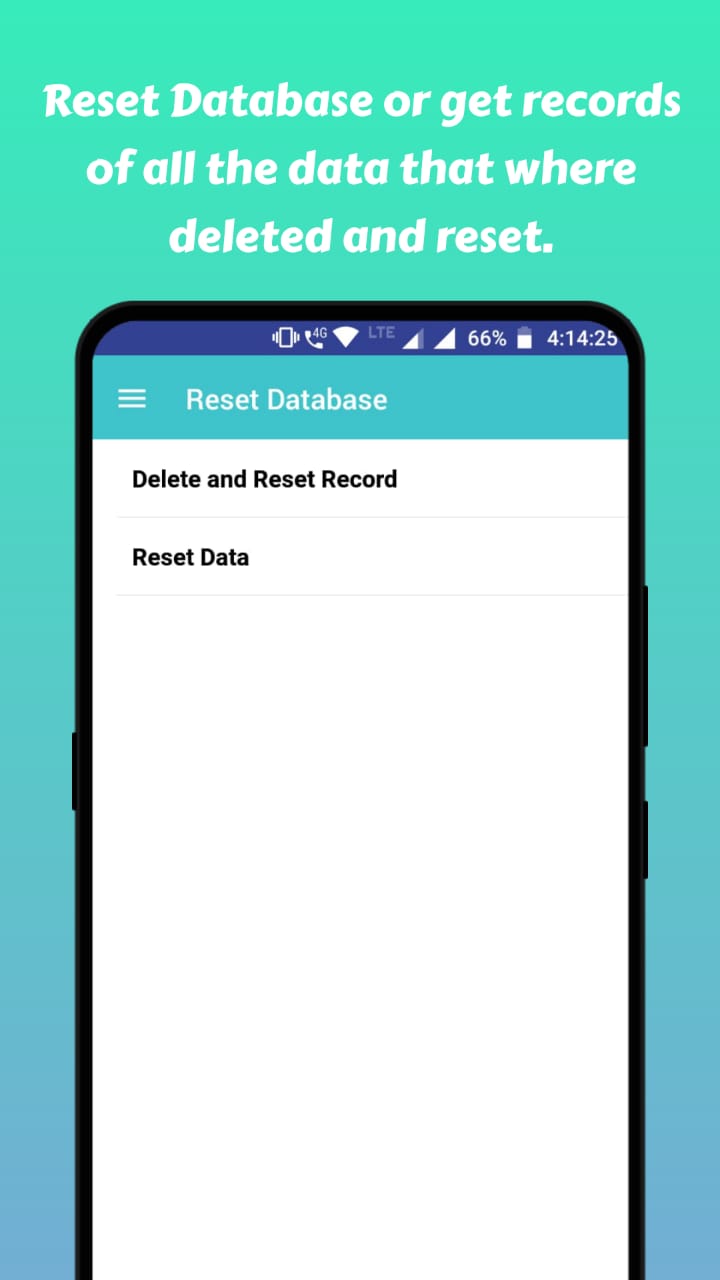 Reset Database or get records
of all the data that where
deleted and reset.
4G LTE 66% 4:14:25
Reset Database
Delete and Reset Record
Reset Data